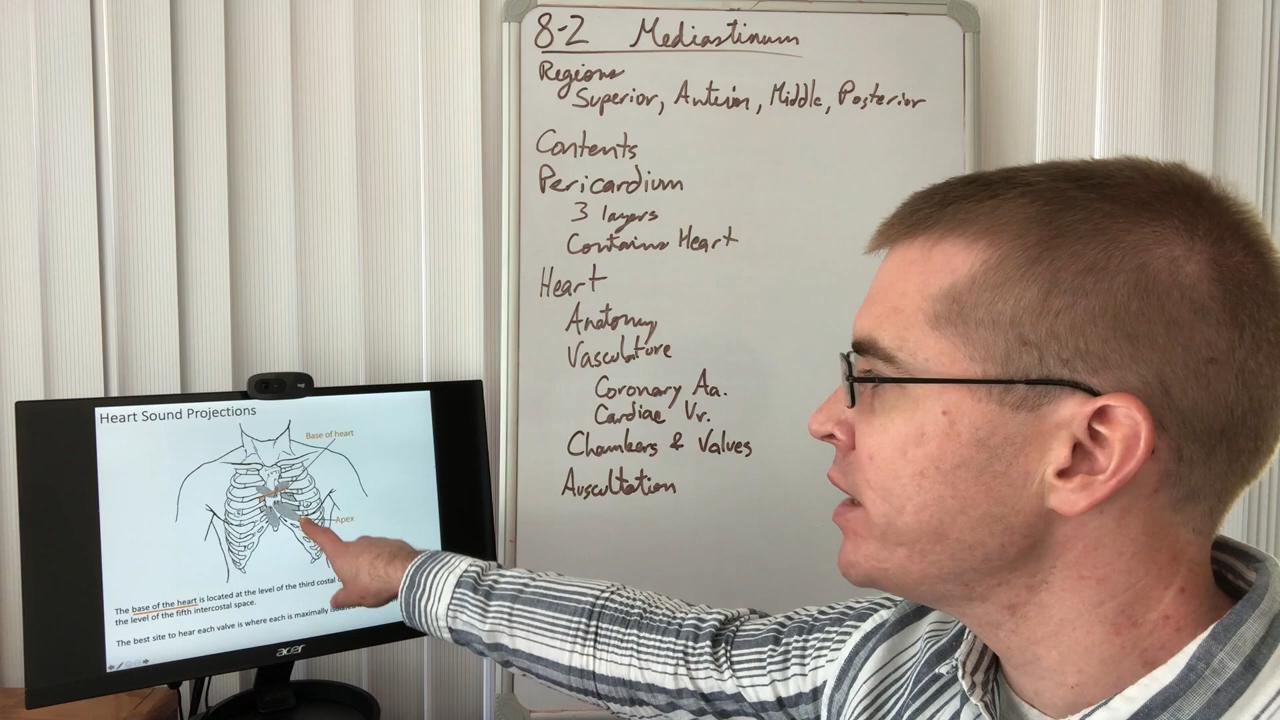 8-2 Mediastinum
Regions
Superior, Anterior, Middle, Posterior
Contents
Pericardium
3 layers
Contains Heart
Heart
Anatomy
Vasculature
Coronary Aa.
Cardiac Vv.
Chambers & Valves
Auscultation
Heart Sound Projections
Base of heart
Apex
The base of the heart is located at the level of the third costal
the level of the fifth intercostal space.
The best site to hear each valve is where each is maximally
acer